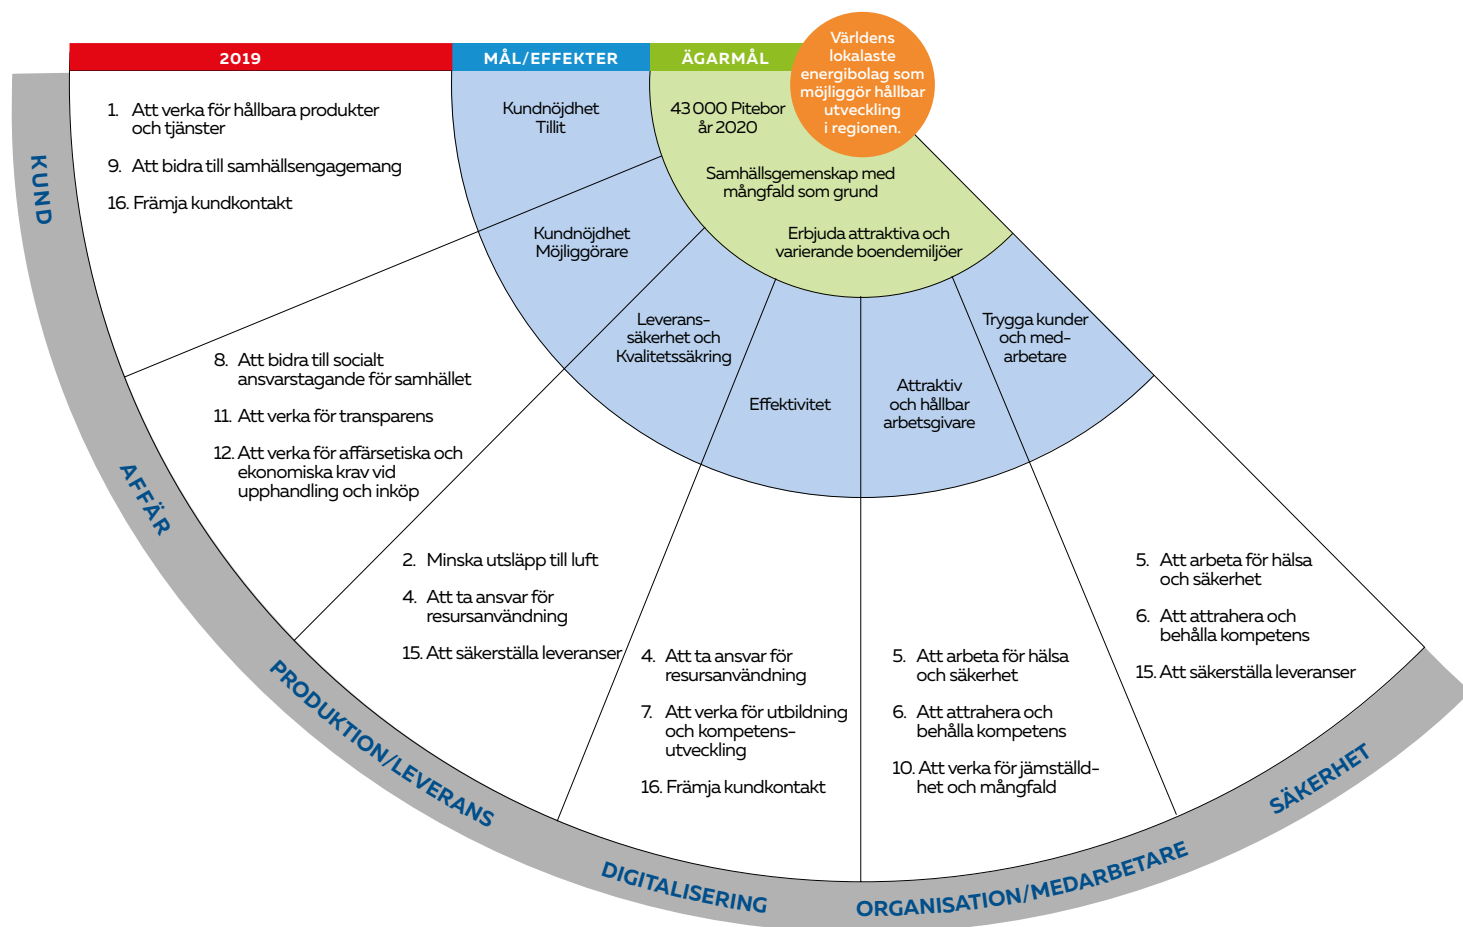 2019
MÅL/EFFEKTER
ÄGARMÅL
Världens
lokalaste
energibolag som
möjliggör hållbar
utveckling
i regionen.
KUND
1. Att verka för hållbara produkter
och tjänster
9. Att bidra till samhällsengagemang
16. Främja kundkontakt
Kundnöjdhet
Tillit
43 000 Pitebor
år 2020
Samhällsgemenskap med
mångfald som grund
Erbjuda attraktiva och
varierande boendemiljöer
Kundnöjdhet
Möjliggörare
Leverans-
säkerhet och
Kvalitetssäkring
Effektivitet
Attraktiv
och hållbar
arbetsgivare
Trygga kunder
och med-
arbetare
AFFÄR
8. Att bidra till socialt
ansvarstagande för samhället
11. Att verka för transparens
12. Att verka för affärsetiska och
ekonomiska krav vid
upphandling och inköp
PRODUKTION/LEVERANS
2. Minska utsläpp till luft
4. Att ta ansvar för
resursanvändning
15. Att säkerställa leveranser
DIGITALISERING
4. Att ta ansvar för
resursanvändning
7. Att verka för utbildning
och kompetens-
utveckling
16. Främja kundkontakt
ORGANISATION/MEDARBETARE
5. Att arbeta för hälsa
och säkerhet
6. Att attrahera och
behålla kompetens
10. Att verka för jämställd-
het och mångfald
SÄKERHET
5. Att arbeta för hälsa
och säkerhet
6. Att attrahera och
behålla kompetens
15. Att säkerställa leveranser